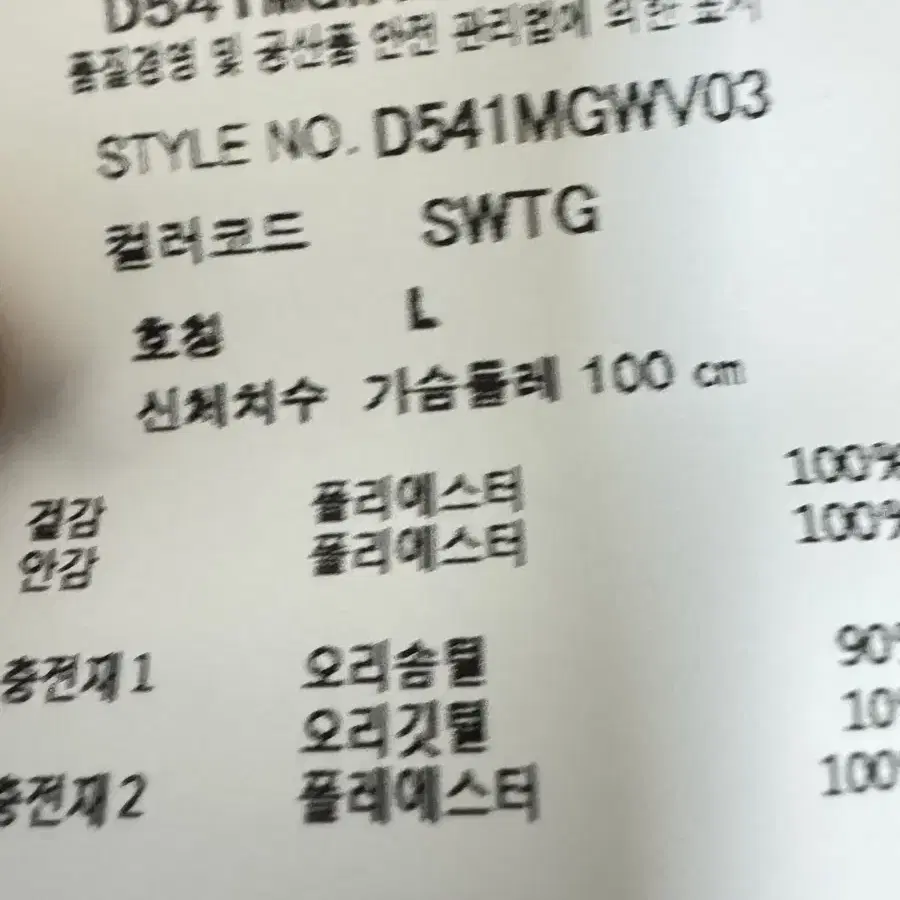 D541MGWV03
품질경영 및 공산품 안전 관리법에 의한 표시
STYLE NO. D541MGWV03
컬러코드 SWTG
호칭 L
신체치수 가슴둘레 100 cm
겉감 폴리에스터 100%
안감 폴리에스터 100%
충전재1 오리솜털 90%
오리깃털 10%
충전재2 폴리에스터 100%